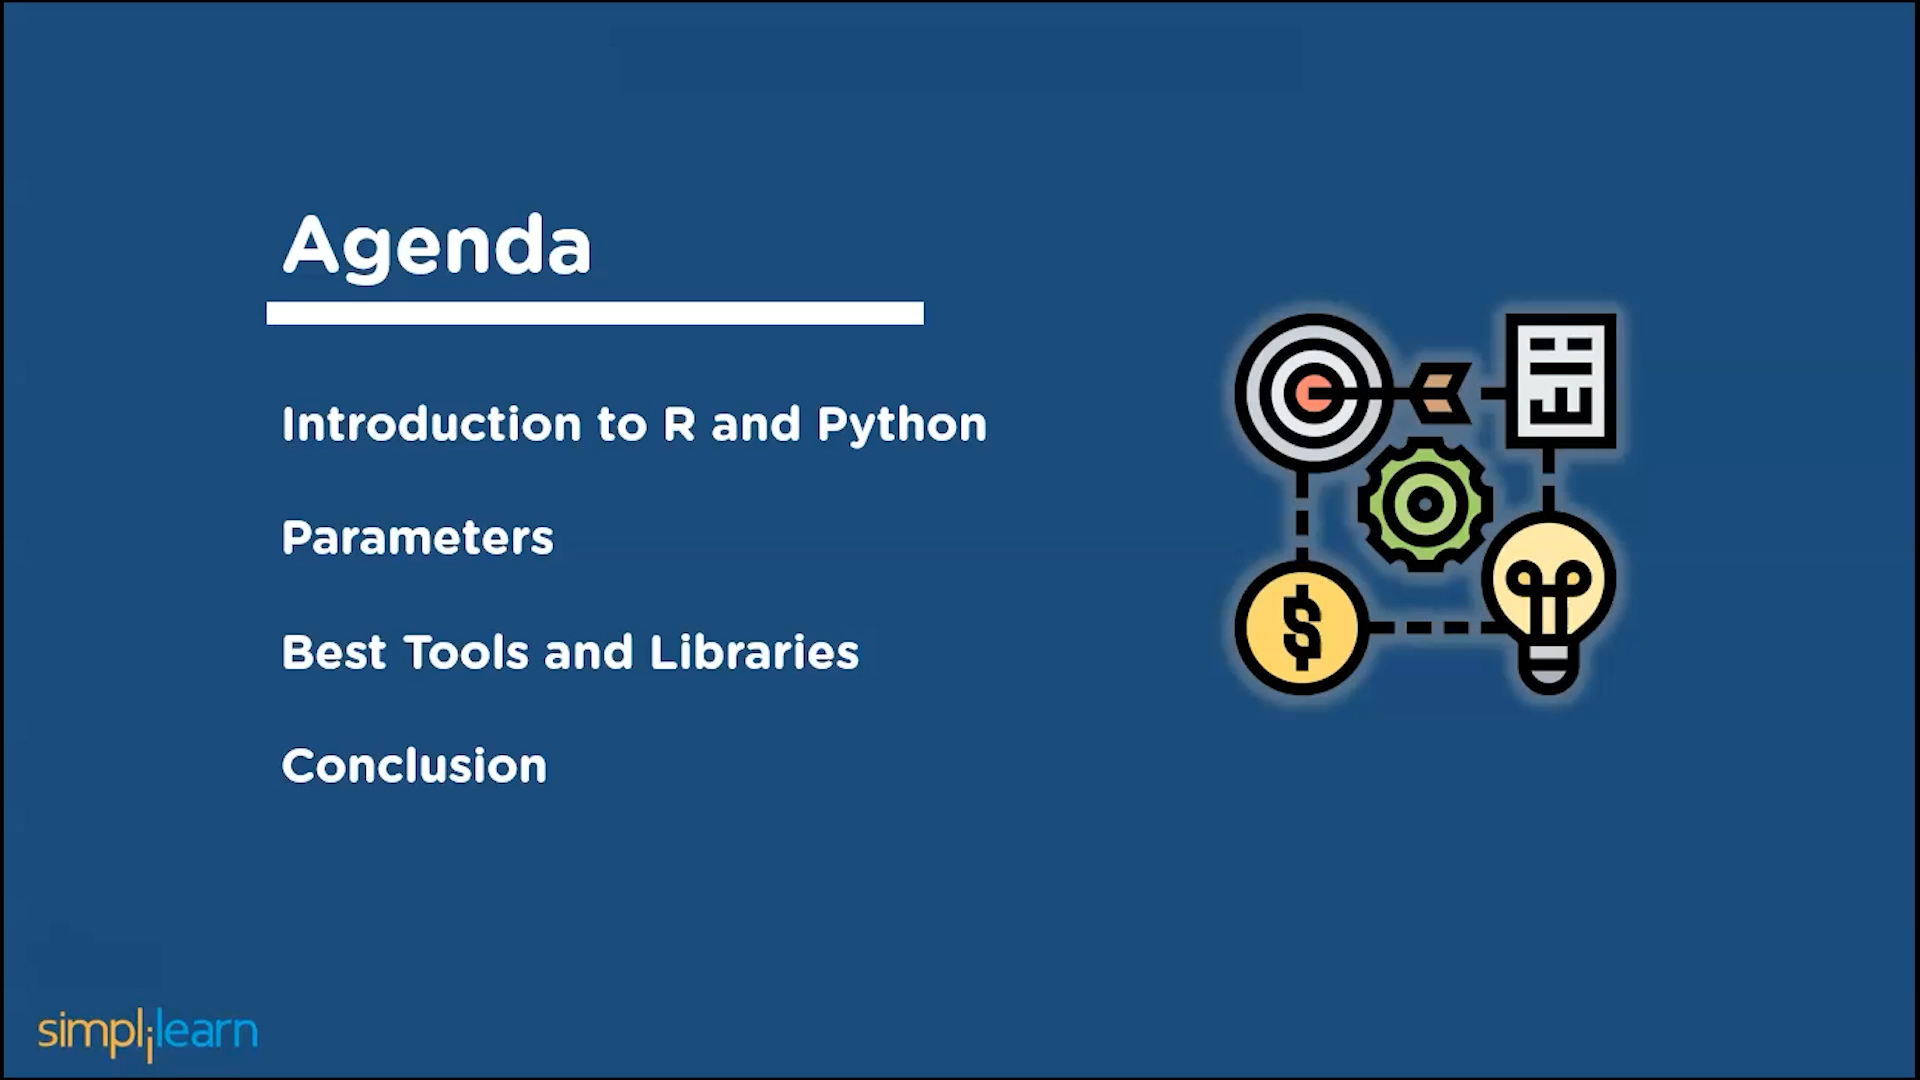 Agenda
Introduction to R and Python
Parameters
Best Tools and Libraries
Conclusion
$
simplilearn